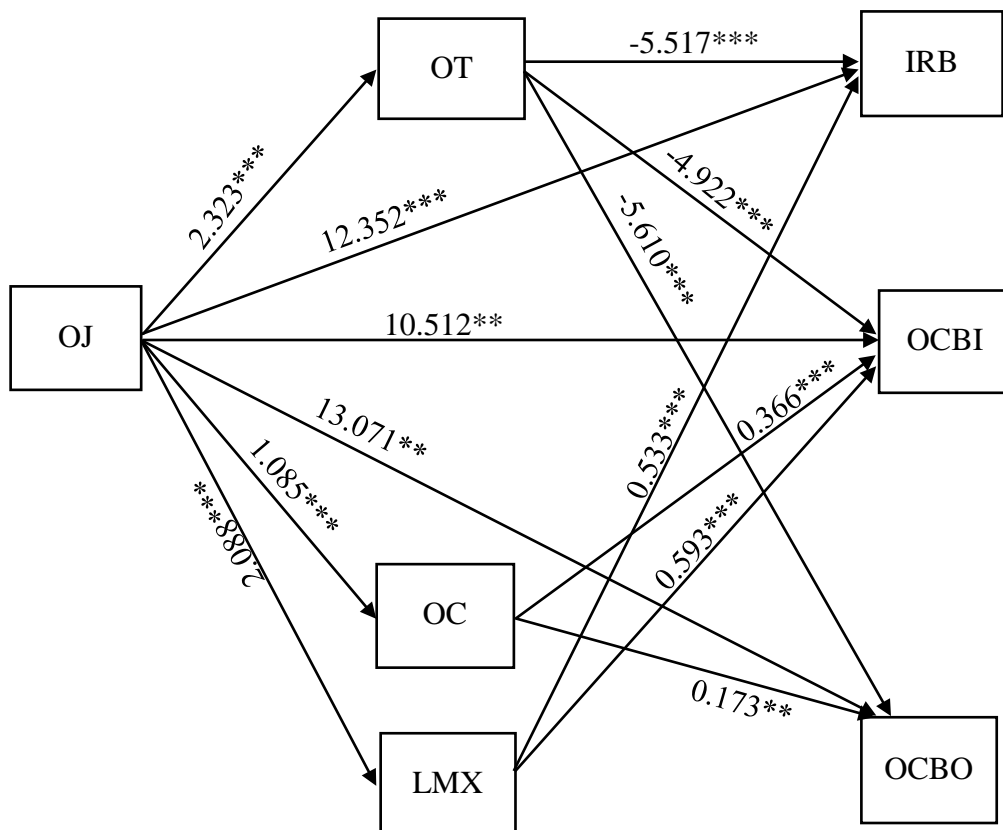 OT
-5.517***
IRB
2.323***
12.352***
-4.922***
-5.610***
OJ
10.512**
OCBI
13.071**
0.366***
0.533***
1.085***
2.088***
0.593***
OC
0.173**
LMX
OCBO